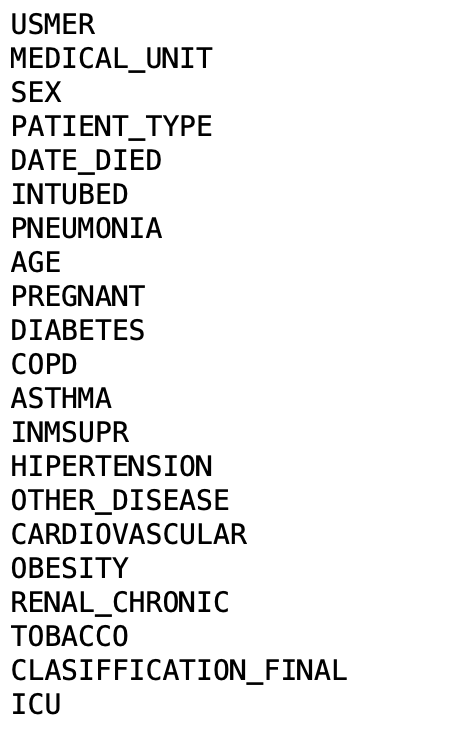 USMER
MEDICAL_UNIT
SEX
PATIENT_TYPE
DATE_DIED
INTUBED
PNEUMONIA
AGE
PREGNANT
DIABETES
COPD
ASTHMA
INMSUPR
HIPERTENSION
OTHER_DISEASE
CARDIOVASCULAR
OBESITY
RENAL_CHRONIC
TOBACCO
CLASIFFICATION_FINAL
ICU